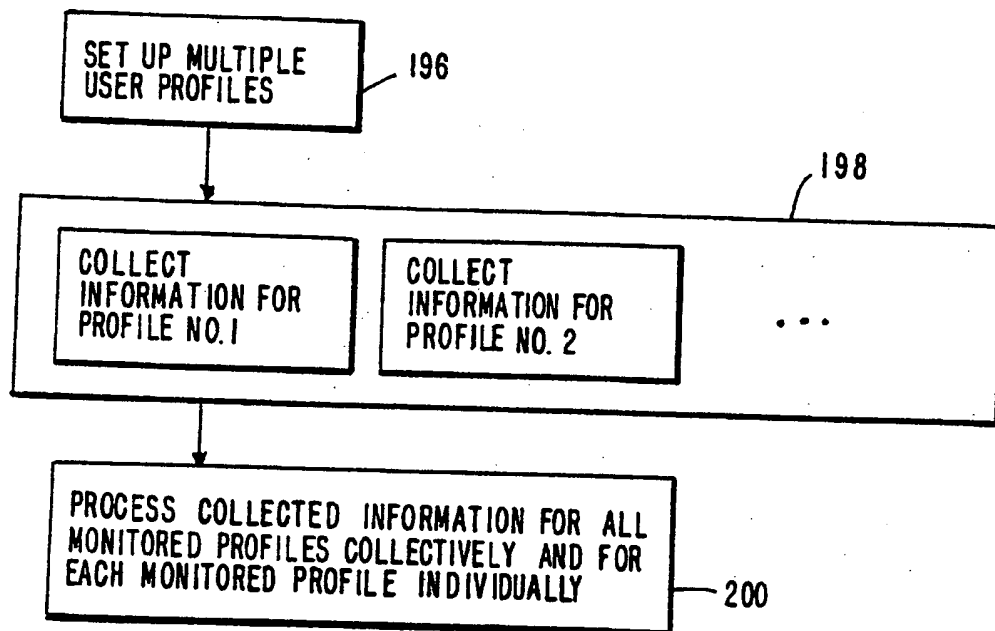 SET UP MULTIPLE
USER PROFILES
196
198
COLLECT
INFORMATION FOR
PROFILE NO. 1
COLLECT
INFORMATION FOR
PROFILE NO. 2
...
PROCESS COLLECTED INFORMATION FOR ALL
MONITORED PROFILES COLLECTIVELY AND FOR
EACH MONITORED PROFILE INDIVIDUALLY
200